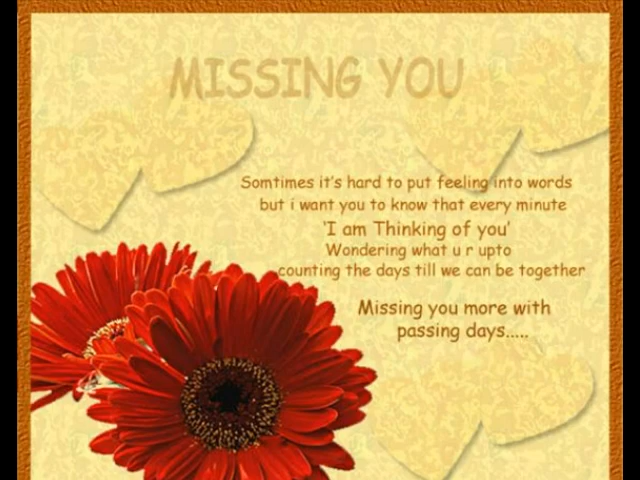 MISSING YOU
Somtimes it's hard to put feeling into words
but i want you to know that every minute
'I am Thinking of you'
Wondering what u r upto
counting the days till we can be together
Missing you more with
passing days.....